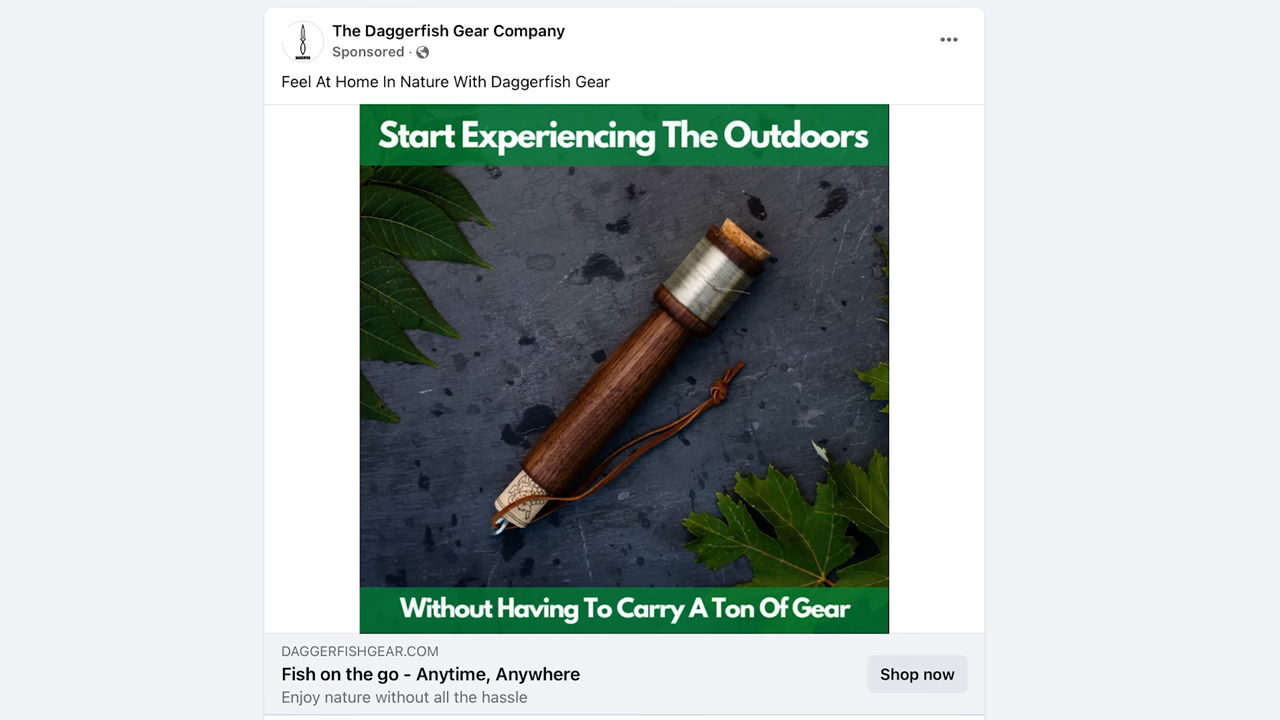 The Daggerfish Gear Company
Sponsored ·
Feel At Home In Nature With Daggerfish Gear
Start Experiencing The Outdoors
Without Having To Carry A Ton Of Gear
DAGGERFISHGEAR.COM
Fish on the go - Anytime, Anywhere
Shop now
Enjoy nature without all the hassle